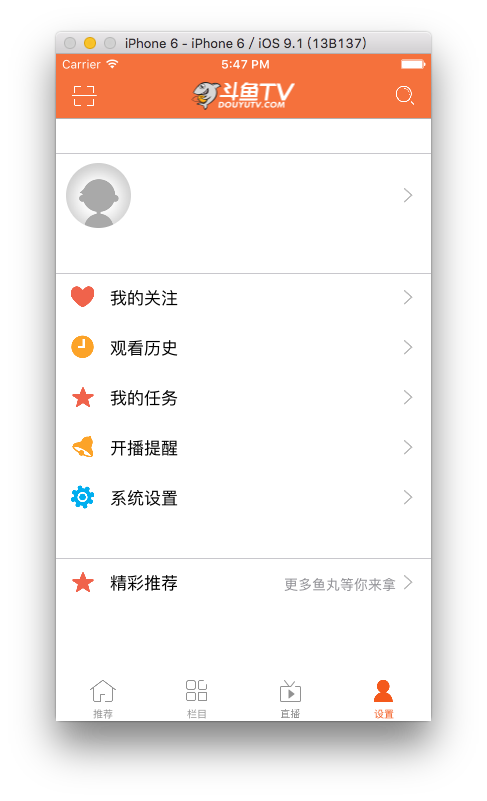 iPhone 6 - iPhone 6 / iOS 9.1 (13B137)
Carrier 5:47 PM
斗鱼TV
DOUYUTV.COM
我的关注
观看历史
我的任务
开播提醒
系统设置
精彩推荐 更多鱼丸等你来拿
推荐 栏目 直播 设置